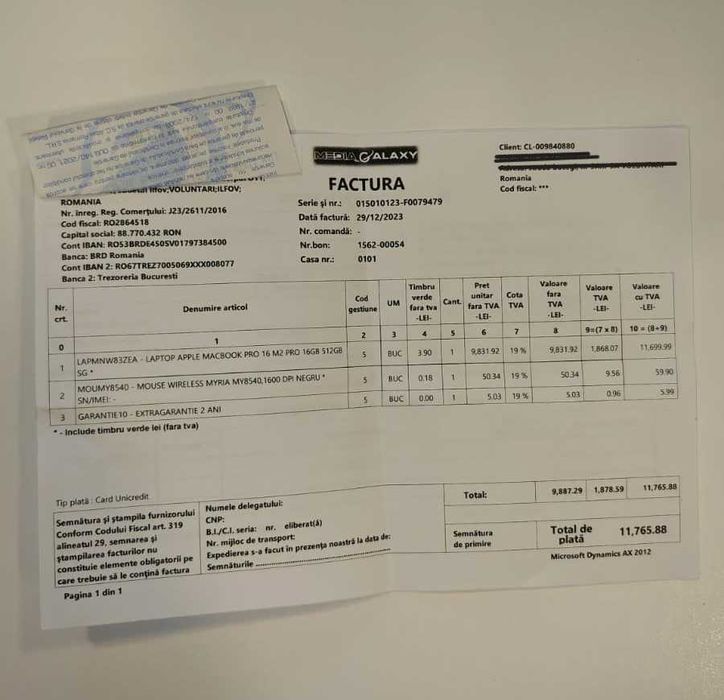 MEDIA GALAXY
FACTURA
Client: CL-009840880
Romania
Cod fiscal: ***
Serie și nr.: 015010123-F0079479
Dată factură: 29/12/2023
Nr. comandă: -
Nr.bon: 1562-00054
Casa nr.: 0101
Ilfov;VOLUNTARI;ILFOV;
ROMANIA
Nr. înreg. Reg. Comerțului: J23/2611/2016
Cod fiscal: RO2864518
Capital social: 88.770.432 RON
Cont IBAN: RO53BRDE450SV01797384500
Banca: BRD Romania
Cont IBAN 2: RO67TREZ7005069XXX008077
Banca 2: Trezoreria Bucuresti
Nr. crt. Denumire articol Cod gestiune UM Timbru verde fara tva -LEI- Cant. Pret unitar fara TVA -LEI- Cota TVA Valoare fara TVA -LEI- Valoare TVA -LEI- Valoare cu TVA -LEI-
0 1 2 3 4 5 6 7 8 9=(7 x 8) 10 = (8+9)
1 LAPMNW83ZEA - LAPTOP APPLE MACBOOK PRO 16 M2 PRO 16GB 512GB SG * 5 BUC 3.90 1 9,831.92 19 % 9,831.92 1,868.07 11,699.99
2 MOUMY8540 - MOUSE WIRELESS MYRIA MY8540,1600 DPI NEGRU * SN/IMEI: - 5 BUC 0.18 1 50.34 19 % 50.34 9.56 59.90
3 GARANTIE10 - EXTRAGARANTIE 2 ANI 5 BUC 0.00 1 5.03 19 % 5.03 0.96 5.99
* - Include timbru verde lei (fara tva)
Tip plată : Card Unicredit
Semnătura și ștampila furnizorului
Conform Codului Fiscal art. 319
alineatul 29, semnarea și
ștampilarea facturilor nu
constituie elemente obligatorii pe
care trebuie să le conțină factura
Numele delegatului:
CNP:
B.I./C.I. seria: nr. eliberat(ă)
Nr. mijloc de transport:
Expedierea s-a facut in prezența noastră la data de:
Semnăturile
Total: 9,887.29 1,878.59 11,765.88
Semnătura de primire
Total de plată 11,765.88
Microsoft Dynamics AX 2012
Pagina 1 din 1